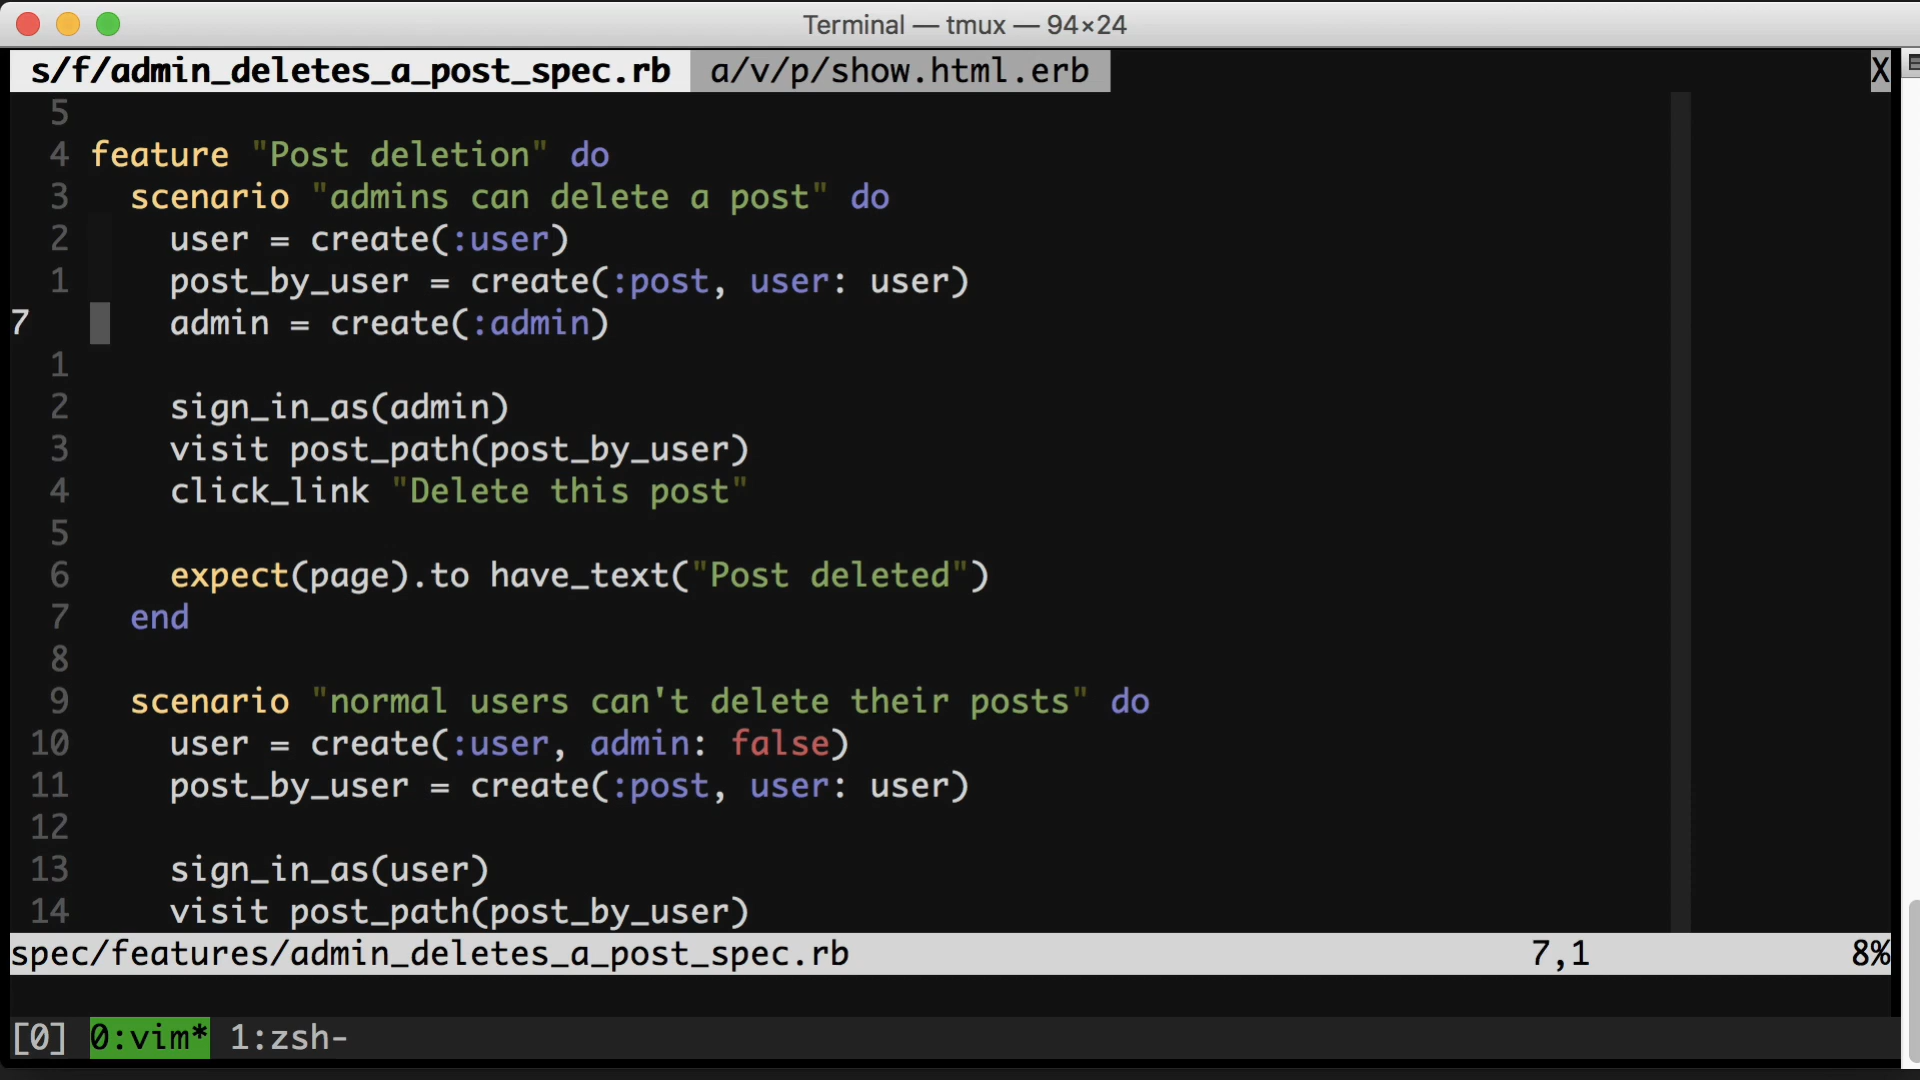 Terminal — tmux — 94×24
s/f/admin_deletes_a_post_spec.rb a/v/p/show.html.erb X
5
4 feature "Post deletion" do
3   scenario "admins can delete a post" do
2     user = create(:user)
1     post_by_user = create(:post, user: user)
7     admin = create(:admin)
1
2     sign_in_as(admin)
3     visit post_path(post_by_user)
4     click_link "Delete this post"
5
6     expect(page).to have_text("Post deleted")
7   end
8
9   scenario "normal users can't delete their posts" do
10     user = create(:user, admin: false)
11     post_by_user = create(:post, user: user)
12
13     sign_in_as(user)
14     visit post_path(post_by_user)
spec/features/admin_deletes_a_post_spec.rb 7,1 8%
[0] 0:vim* 1:zsh-